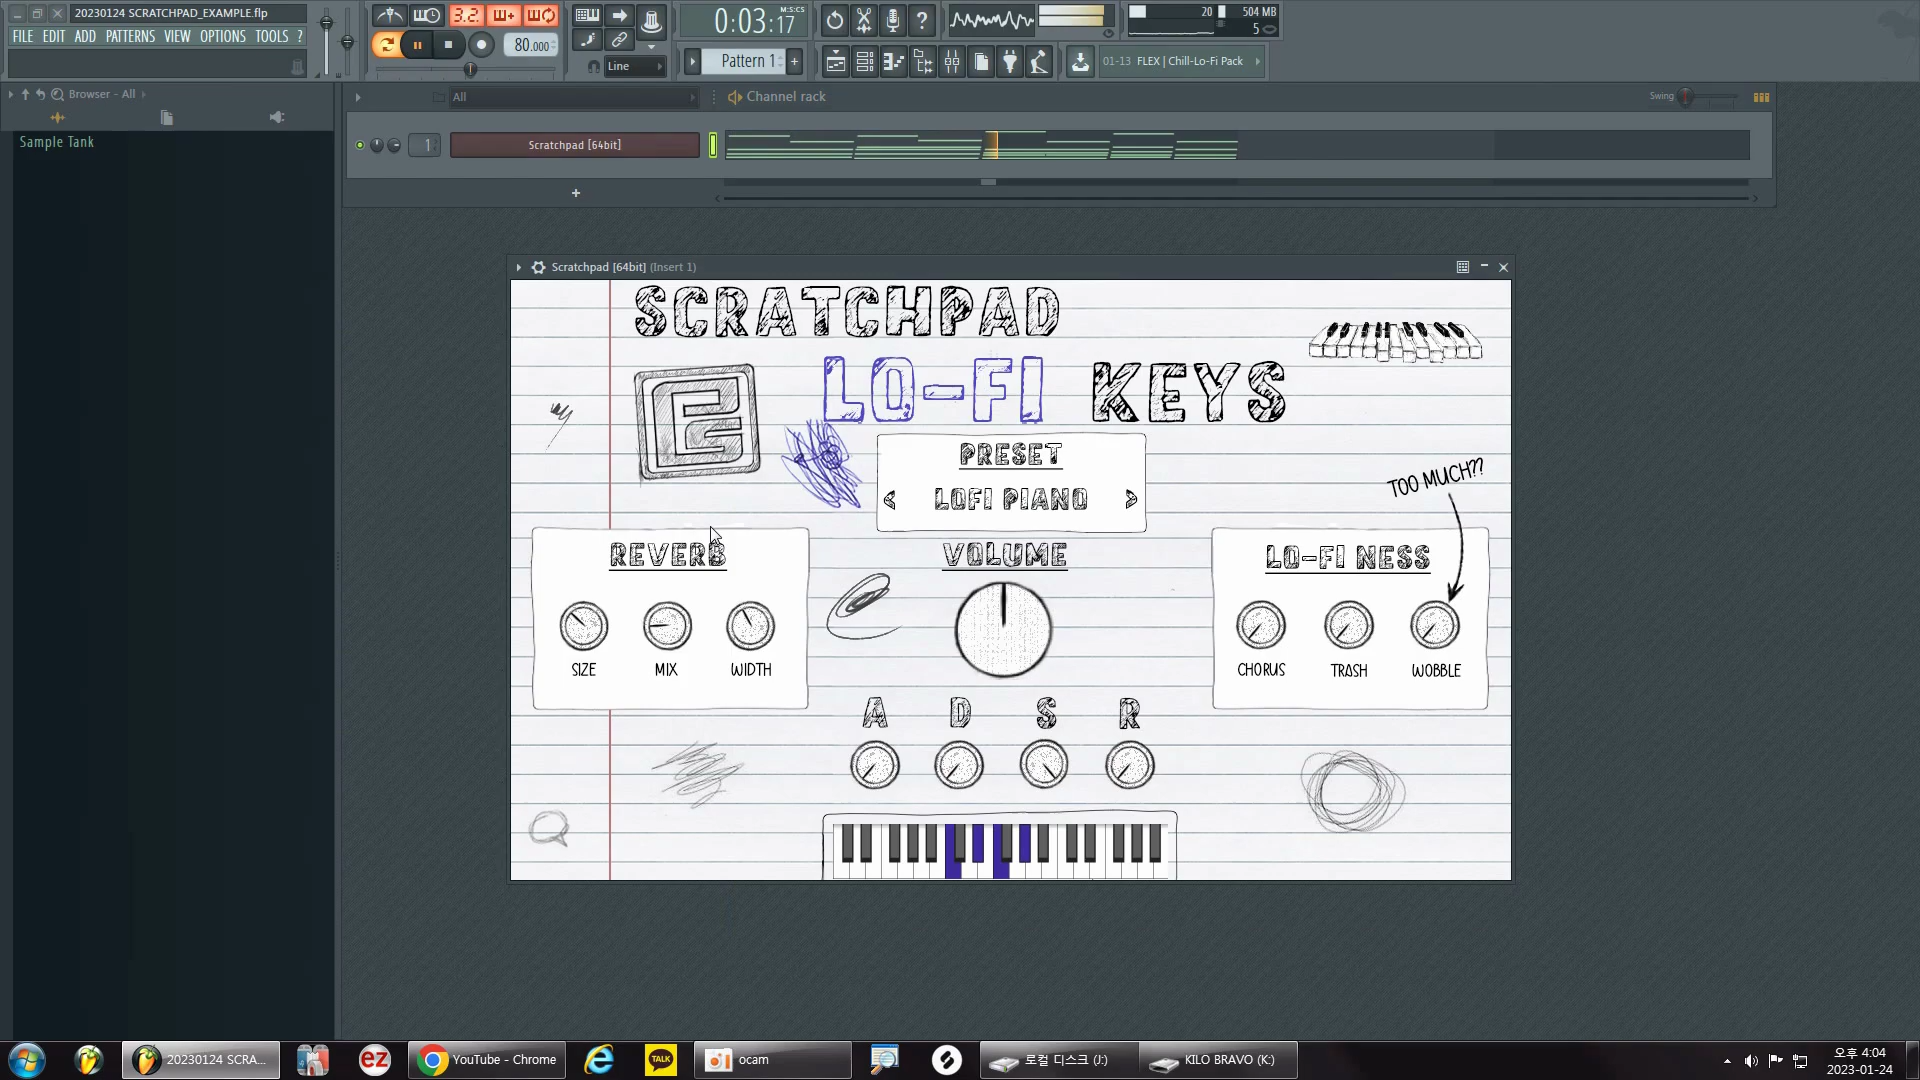 20230124 SCRATCHPAD_EXAMPLE.flp
FILE EDIT ADD PATTERNS VIEW OPTIONS TOOLS ?
3.2
80.000
Line
0:03:17
M:S:CS
Pattern 1
20
504 MB
5
01-13 FLEX | Chill-Lo-Fi Pack
Browser - All
Sample Tank
All
Channel rack
Swing
1
Scratchpad [64bit]
+
Scratchpad [64bit] (Insert 1)
SCRATCHPAD
LO-FI KEYS
PRESET
LOFI PIANO
TOO MUCH??
REVERB
SIZE MIX WIDTH
VOLUME
LO-FI NESS
CHORUS TRASH WOBBLE
A D S R
20230124 SCRA...
ez
YouTube - Chrome
TALK
ocam
로컬 디스크 (J:)
KILO BRAVO (K:)
오후 4:04
2023-01-24